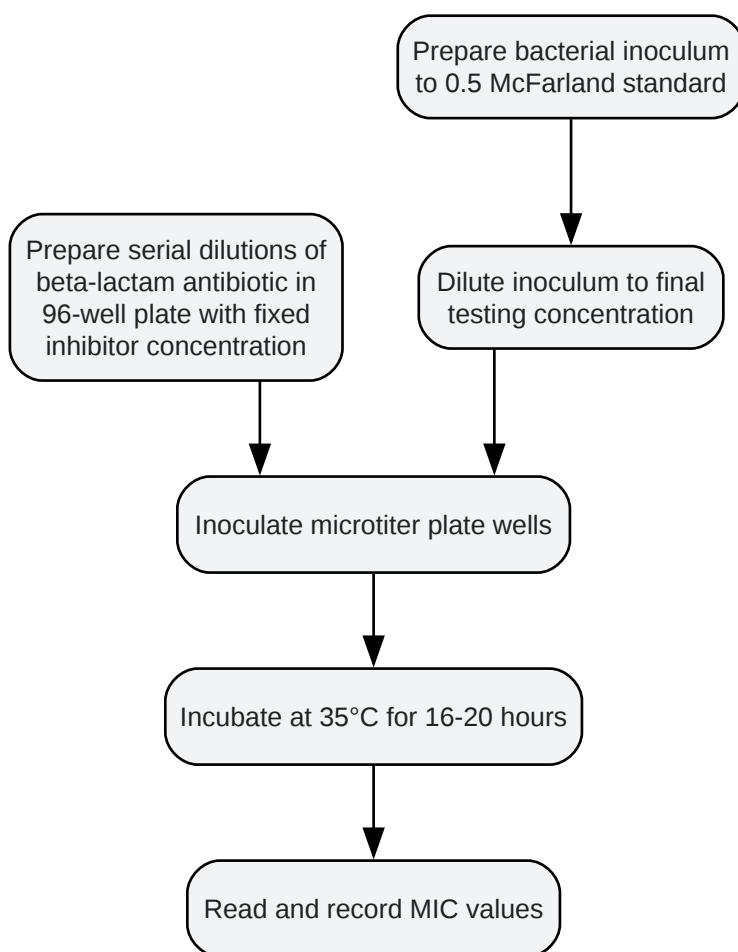 Prepare bacterial inoculum
to 0.5 McFarland standard
Prepare serial dilutions of
beta-lactam antibiotic in
96-well plate with fixed
inhibitor concentration
Dilute inoculum to final
testing concentration
Inoculate microtiter plate wells
Incubate at 35°C for 16-20 hours
Read and record MIC values